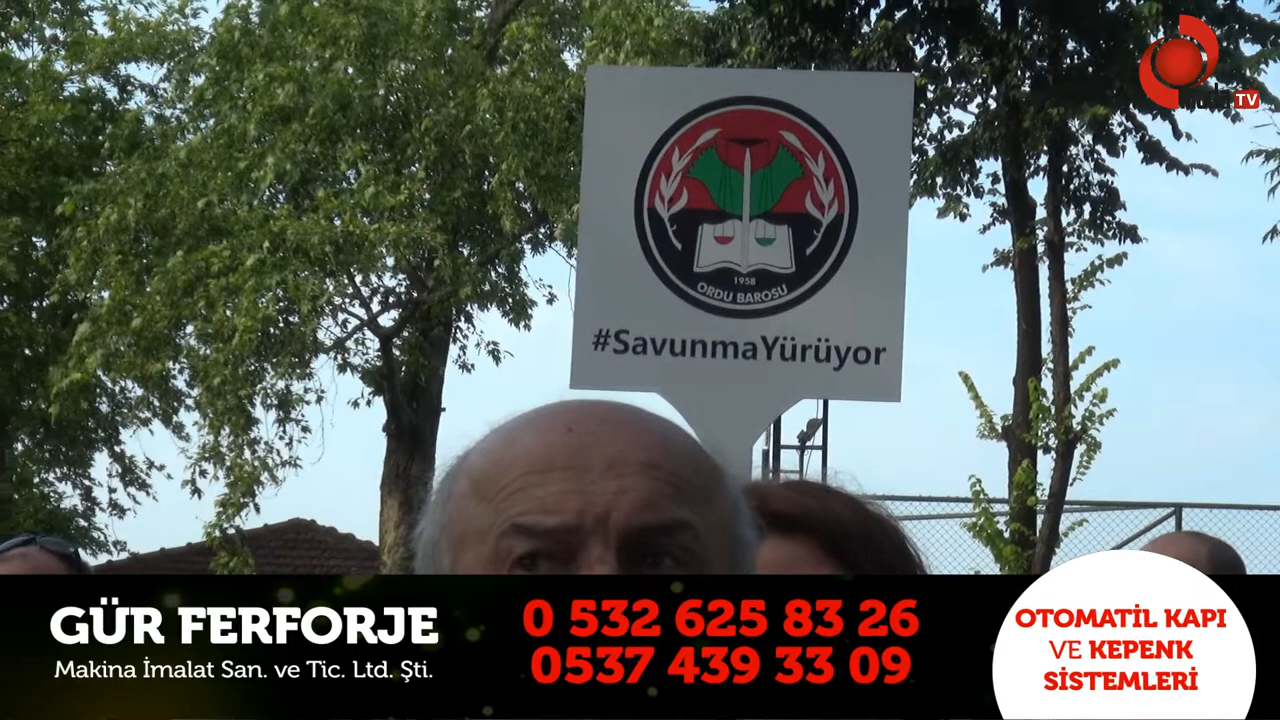 TV
1958
ORDU BAROSU
#SavunmaYürüyor
GÜR FERFORJE
Makina İmalat San. ve Tic. Ltd. Şti.
0 532 625 83 26
0537 439 33 09
OTOMATİL KAPI
VE KEPENK
SİSTEMLERİ